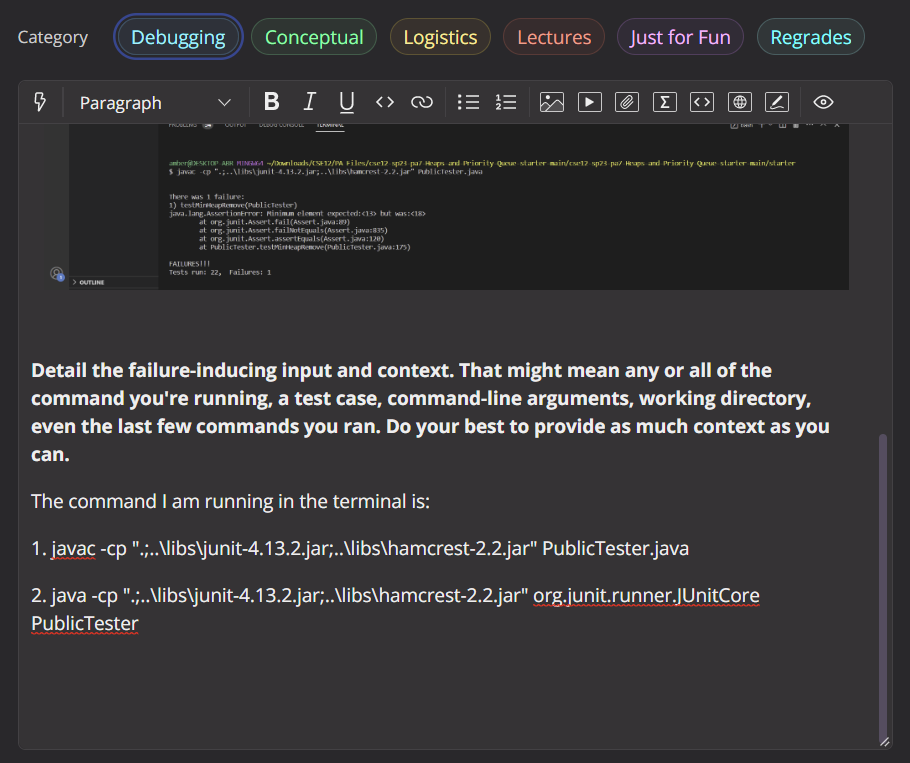 Category Debugging Conceptual Logistics Lectures Just for Fun Regrades
Paragraph B I U
PROBLEMS OUTPUT DEBUG CONSOLE TERMINAL
amber@DESKTOP-ABR MINGW64 ~/Downloads/CSE12/PA Files/cse12-sp23-pa7-Heaps-and-Priority-Queue-starter-main/cse12-sp23-pa7-Heaps-and-Priority-Queue-starter-main/starter
$ javac -cp ".;..\libs\junit-4.13.2.jar;..\libs\hamcrest-2.2.jar" PublicTester.java
There was 1 failure:
1) testMinHeapRemove(PublicTester)
java.lang.AssertionError: Minimum element expected:<13> but was:<18>
at org.junit.Assert.fail(Assert.java:89)
at org.junit.Assert.failNotEquals(Assert.java:835)
at org.junit.Assert.assertEquals(Assert.java:120)
at PublicTester.testMinHeapRemove(PublicTester.java:175)
FAILURES!!!
Tests run: 22, Failures: 1
> OUTLINE
Detail the failure-inducing input and context. That might mean any or all of the
command you're running, a test case, command-line arguments, working directory,
even the last few commands you ran. Do your best to provide as much context as you
can.
The command I am running in the terminal is:
1. javac -cp ".;..\libs\junit-4.13.2.jar;..\libs\hamcrest-2.2.jar" PublicTester.java
2. java -cp ".;..\libs\junit-4.13.2.jar;..\libs\hamcrest-2.2.jar" org.junit.runner.JUnitCore
PublicTester